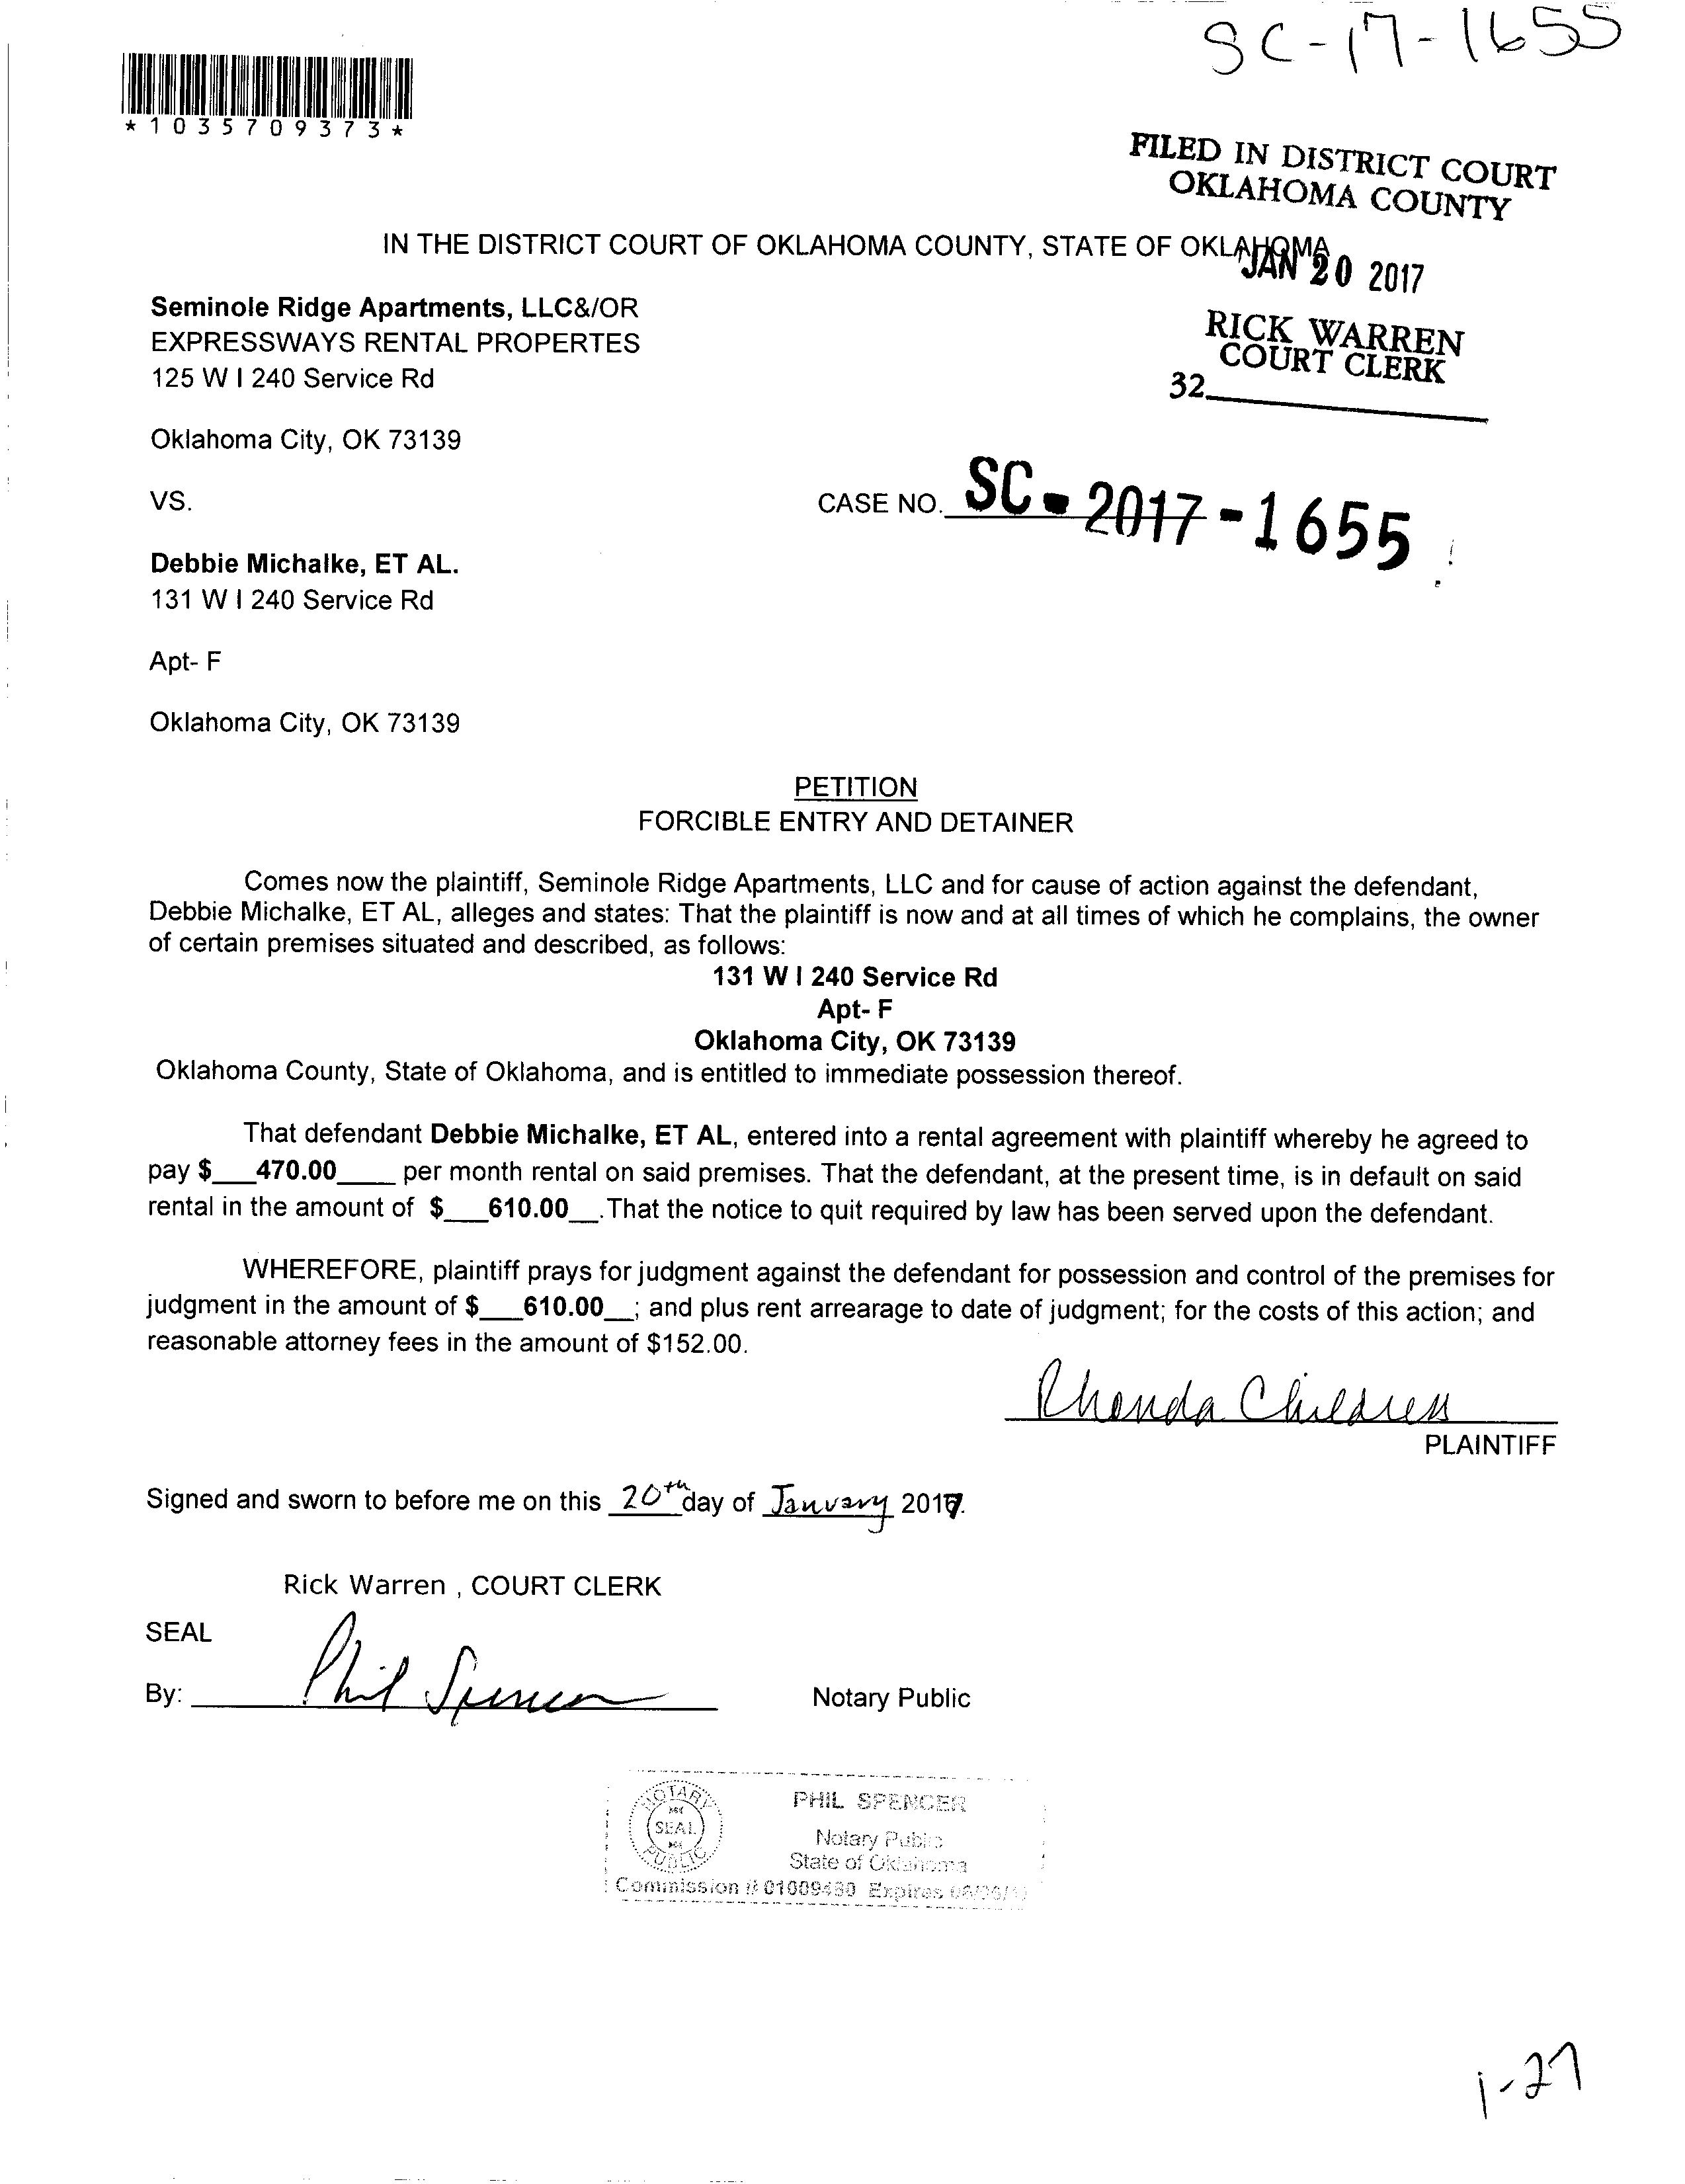 SC-17-1655
*1035709373*
FILED IN DISTRICT COURT
OKLAHOMA COUNTY
IN THE DISTRICT COURT OF OKLAHOMA COUNTY, STATE OF OKLAHOMA
JAN 20 2017
Seminole Ridge Apartments, LLC&/OR
EXPRESSWAYS RENTAL PROPERTES
125 W I 240 Service Rd
RICK WARREN
COURT CLERK
32
Oklahoma City, OK 73139
VS.
CASE NO. SC-2017-1655
Debbie Michalke, ET AL.
131 W I 240 Service Rd
Apt- F
Oklahoma City, OK 73139
PETITION
FORCIBLE ENTRY AND DETAINER
Comes now the plaintiff, Seminole Ridge Apartments, LLC and for cause of action against the defendant,
Debbie Michalke, ET AL, alleges and states: That the plaintiff is now and at all times of which he complains, the owner
of certain premises situated and described, as follows:
131 W I 240 Service Rd
Apt- F
Oklahoma City, OK 73139
Oklahoma County, State of Oklahoma, and is entitled to immediate possession thereof.
That defendant Debbie Michalke, ET AL, entered into a rental agreement with plaintiff whereby he agreed to
pay $___470.00____ per month rental on said premises. That the defendant, at the present time, is in default on said
rental in the amount of $___610.00__.That the notice to quit required by law has been served upon the defendant.
WHEREFORE, plaintiff prays for judgment against the defendant for possession and control of the premises for
judgment in the amount of $___610.00__; and plus rent arrearage to date of judgment; for the costs of this action; and
reasonable attorney fees in the amount of $152.00.
Rhonda Childress
PLAINTIFF
Signed and sworn to before me on this 20th day of January 2017.
Rick Warren , COURT CLERK
SEAL
By: Phil Spencer
Notary Public
NOTARY
SEAL
PUBLIC
PHIL SPENCER
Notary Public
State of Oklahoma
Commission # 01009480 Expires
1-27